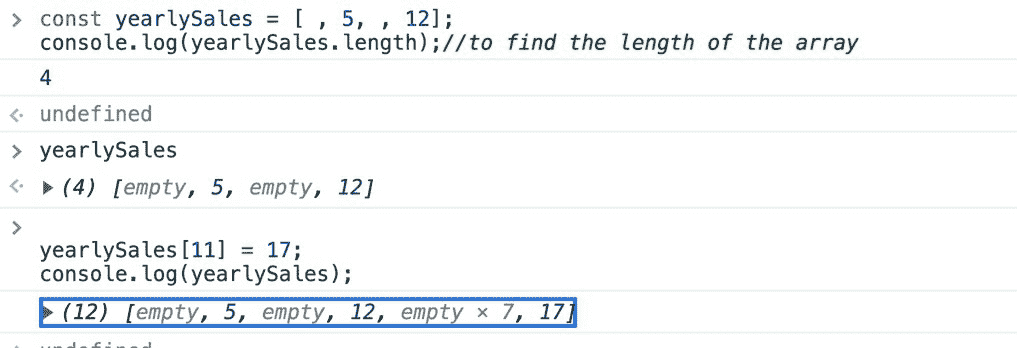 > const yearlySales = [ , 5, , 12];
console.log(yearlySales.length);//to find the length of the array
4
undefined
> yearlySales
(4) [empty, 5, empty, 12]
>
yearlySales[11] = 17;
console.log(yearlySales);
(12) [empty, 5, empty, 12, empty × 7, 17]
undefined